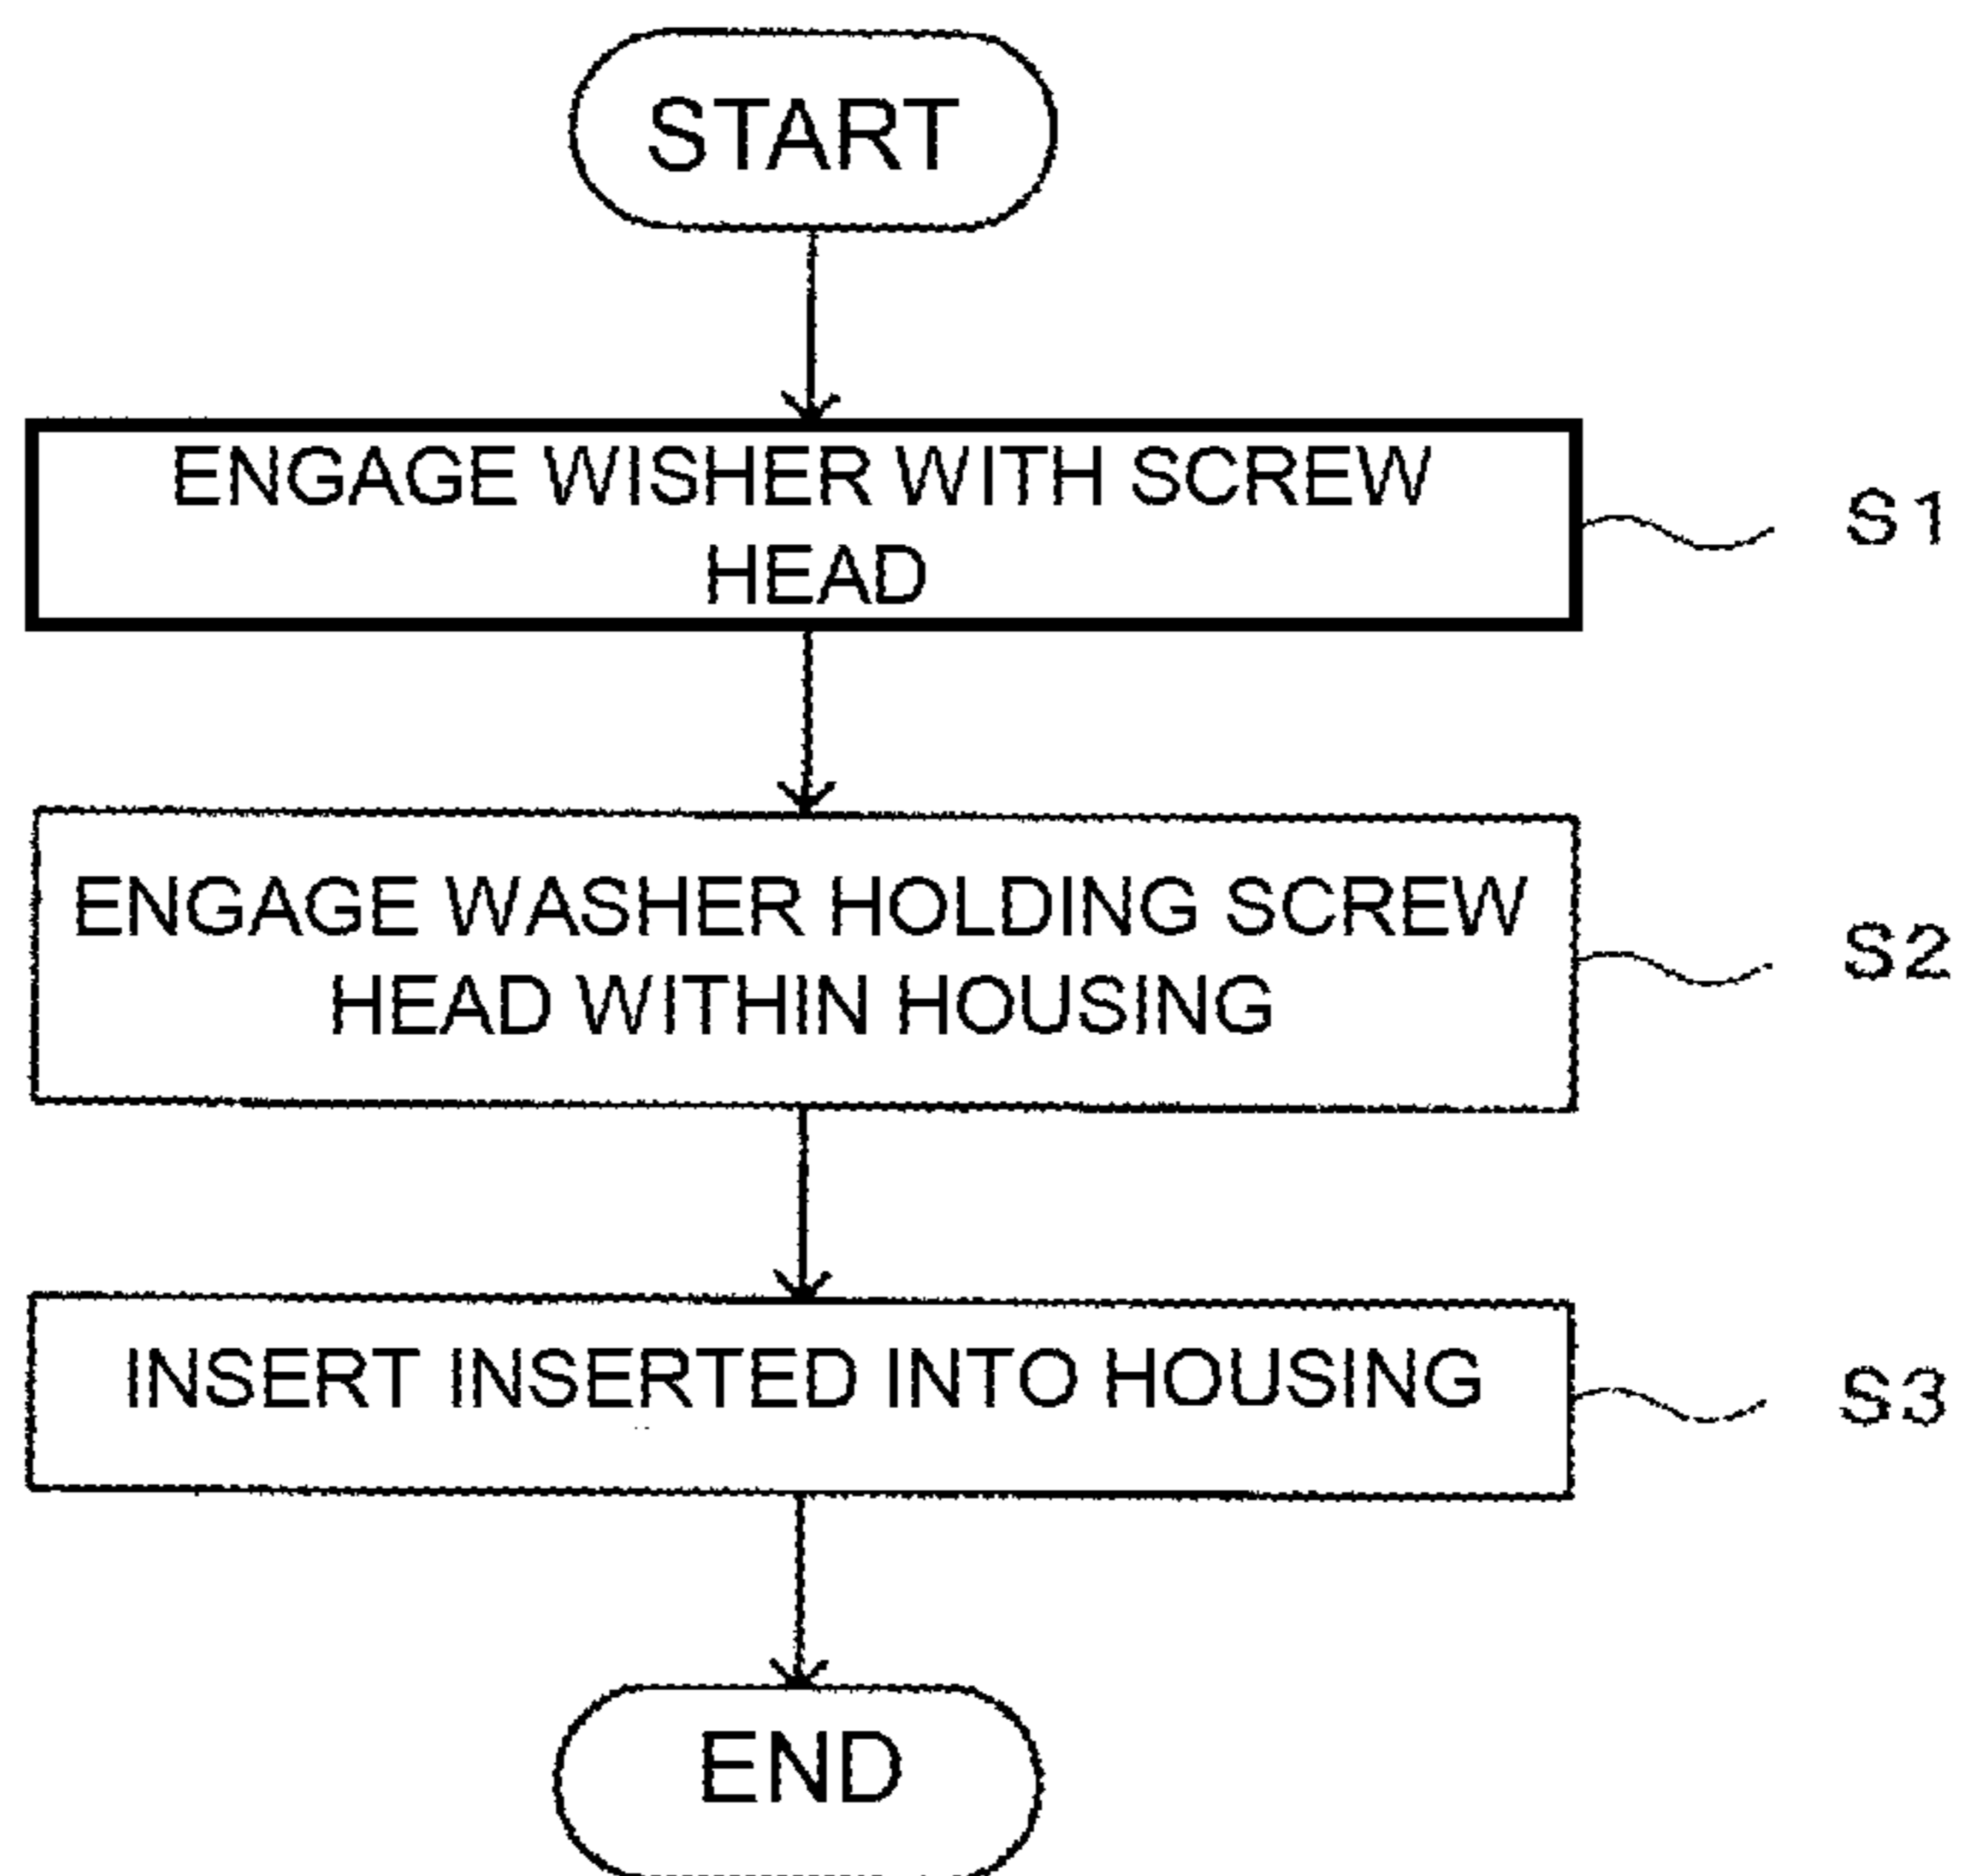 START
ENGAGE WISHER WITH SCREW
HEAD
S1
ENGAGE WASHER HOLDING SCREW
HEAD WITHIN HOUSING
S2
INSERT INSERTED INTO HOUSING
S3
END